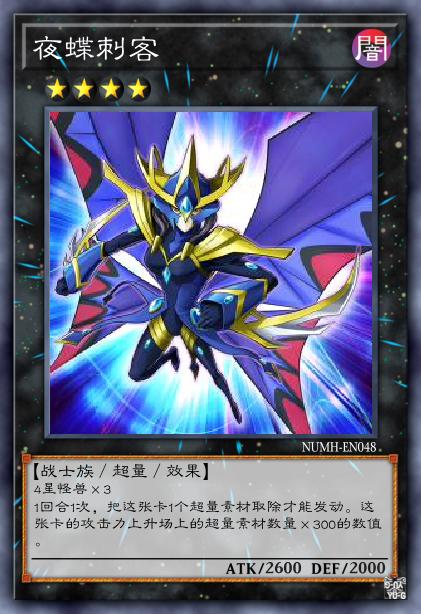 夜蝶刺客
闇
NUMH-EN048
【战士族／超量／效果】
4星怪兽×3
1回合1次，把这张卡1个超量素材取除才能发动。这
张卡的攻击力上升场上的超量素材数量×300的数值
。
ATK/2600 DEF/2000